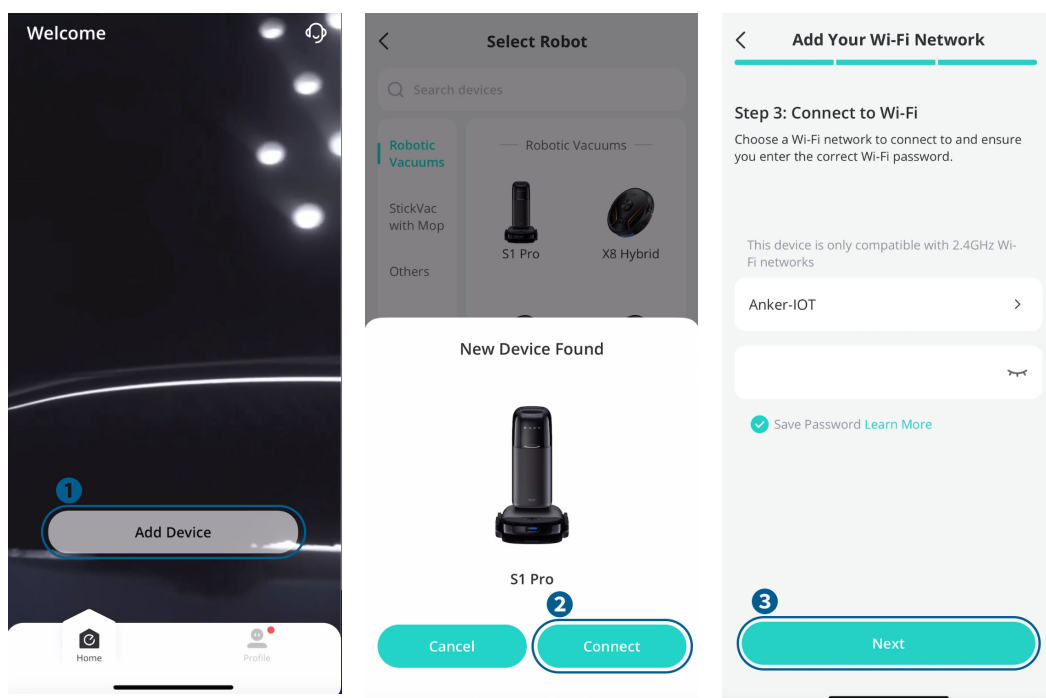 Welcome
1
Add Device
Home
Profile
Select Robot
Search devices
Robotic
Vacuums
StickVac
with Mop
Others
Robotic Vacuums
S1 Pro
X8 Hybrid
New Device Found
S1 Pro
2
Cancel
Connect
Add Your Wi-Fi Network
Step 3: Connect to Wi-Fi
Choose a Wi-Fi network to connect to and ensure
you enter the correct Wi-Fi password.
This device is only compatible with 2.4GHz Wi-
Fi networks
Anker-IOT
Save Password Learn More
3
Next